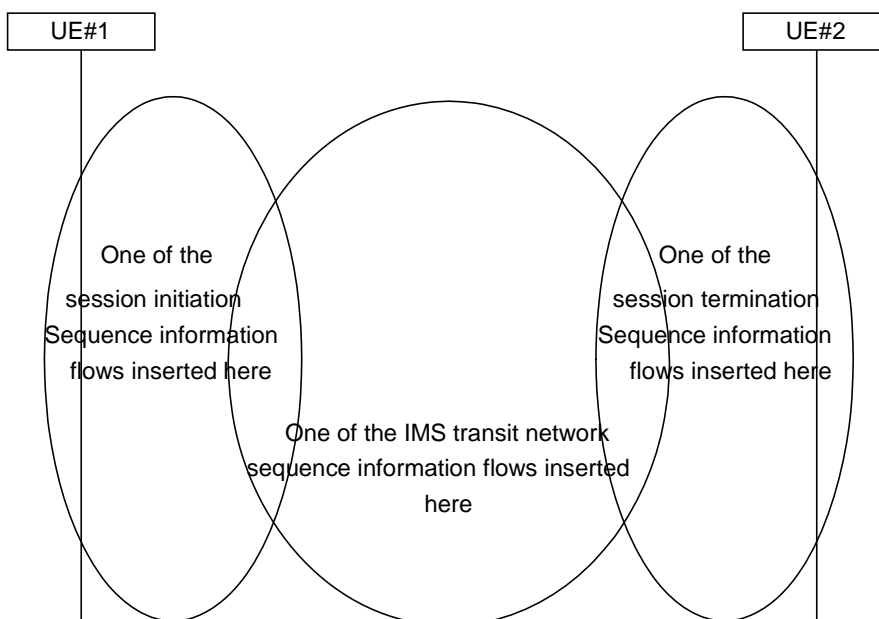 UE#1
UE#2
One of the
session initiation
Sequence information
flows inserted here
One of the
session termination
Sequence information
flows inserted here
One of the IMS transit network
sequence information flows inserted
here